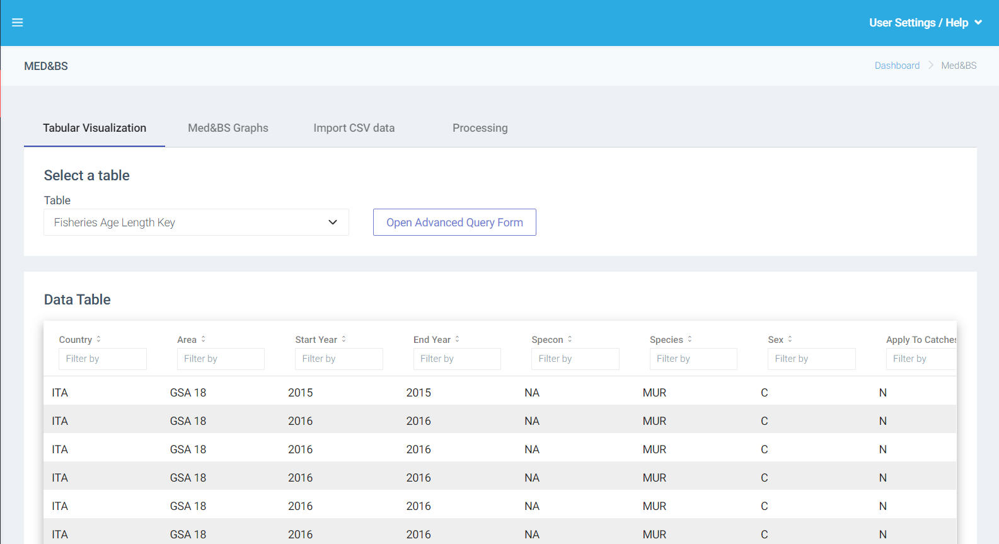 User Settings / Help
MED&BS
Dashboard Med&BS
Tabular Visualization Med&BS Graphs Import CSV data Processing
Select a table
Table
Fisheries Age Length Key Open Advanced Query Form
Data Table
Country Area Start Year End Year Specon Species Sex Apply To Catches
Filter by Filter by Filter by Filter by Filter by Filter by Filter by Filter by
ITA GSA 18 2015 2015 NA MUR C N
ITA GSA 18 2016 2016 NA MUR C N
ITA GSA 18 2016 2016 NA MUR C N
ITA GSA 18 2016 2016 NA MUR C N
ITA GSA 18 2016 2016 NA MUR C N
ITA GSA 18 2016 2016 NA MUR C N